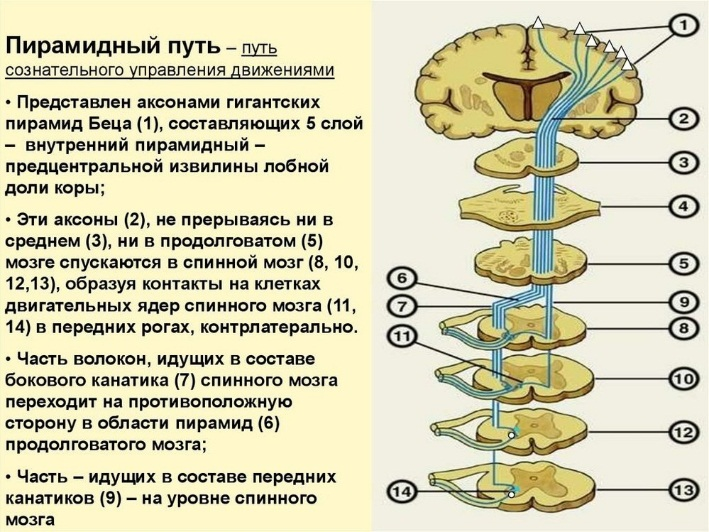 Пирамидный путь – путь
сознательного управления движениями
• Представлен аксонами гигантских
пирамид Беца (1), составляющих 5 слой
– внутренний пирамидный –
предцентральной извилины лобной
доли коры;
• Эти аксоны (2), не прерываясь ни в
среднем (3), ни в продолговатом (5)
мозге спускаются в спинной мозг (8, 10,
12,13), образуя контакты на клетках
двигательных ядер спинного мозга (11,
14) в передних рогах, контрлатерально.
• Часть волокон, идущих в составе
бокового канатика (7) спинного мозга
переходит на противоположную
сторону в области пирамид (6)
продолговатого мозга;
• Часть – идущих в составе передних
канатиков (9) – на уровне спинного
мозга
1
2
3
4
5
6
7
9
8
11
10
12
14
13